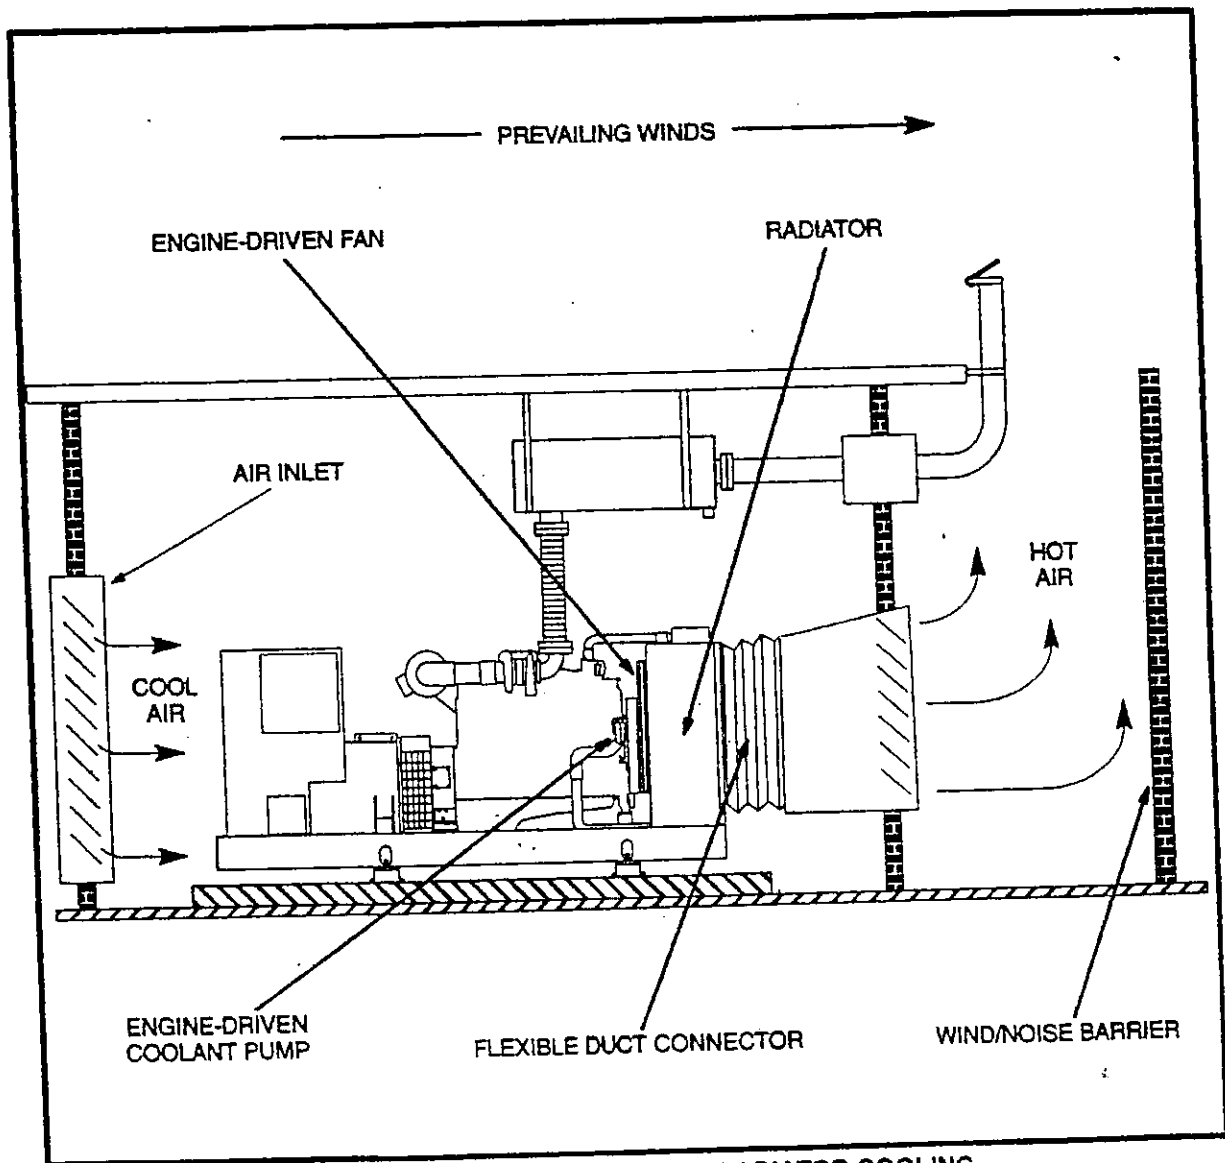 PREVAILING WINDS
ENGINE-DRIVEN FAN
RADIATOR
AIR INLET
HOT
AIR
COOL
AIR
ENGINE-DRIVEN
COOLANT PUMP
FLEXIBLE DUCT CONNECTOR
WIND/NOISE BARRIER
COOLING